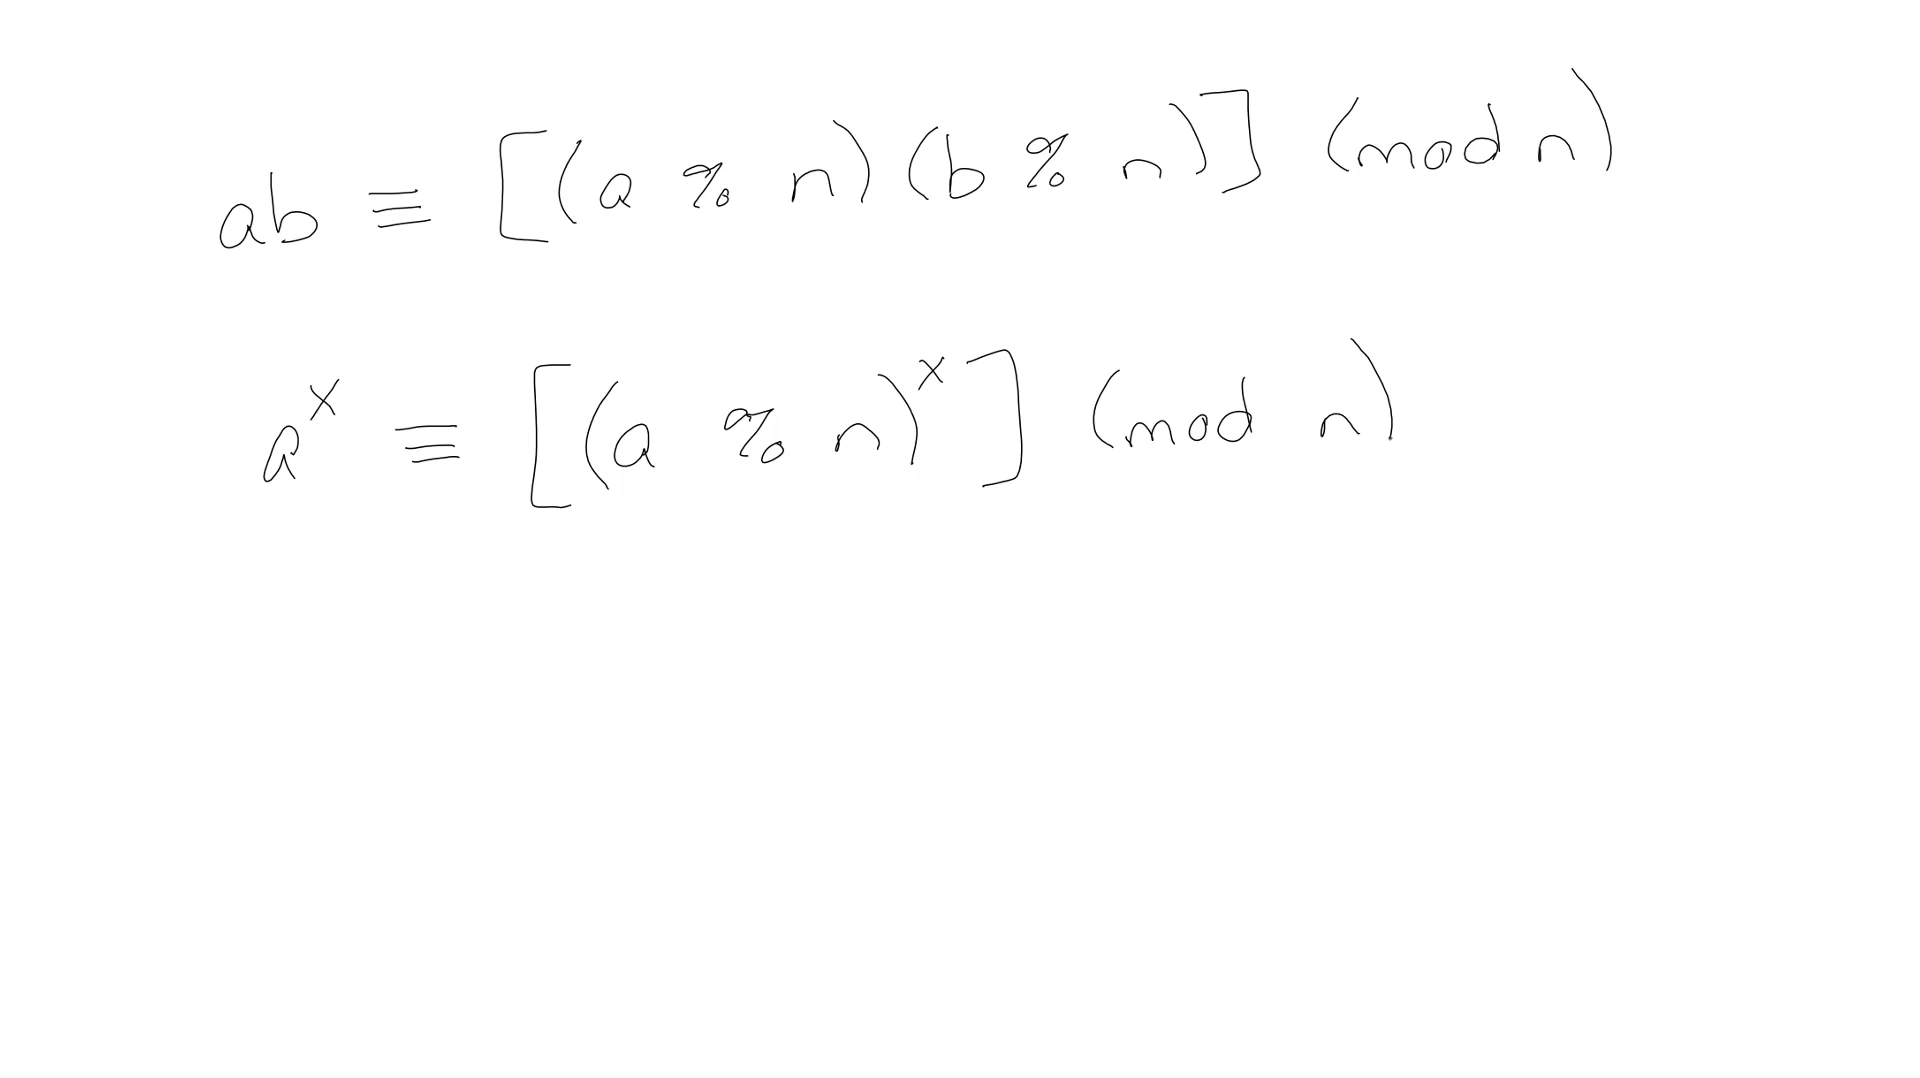 ab ≡ [(a % n)(b % n)] (mod n)
a^x ≡ [(a % n)^x] (mod n)